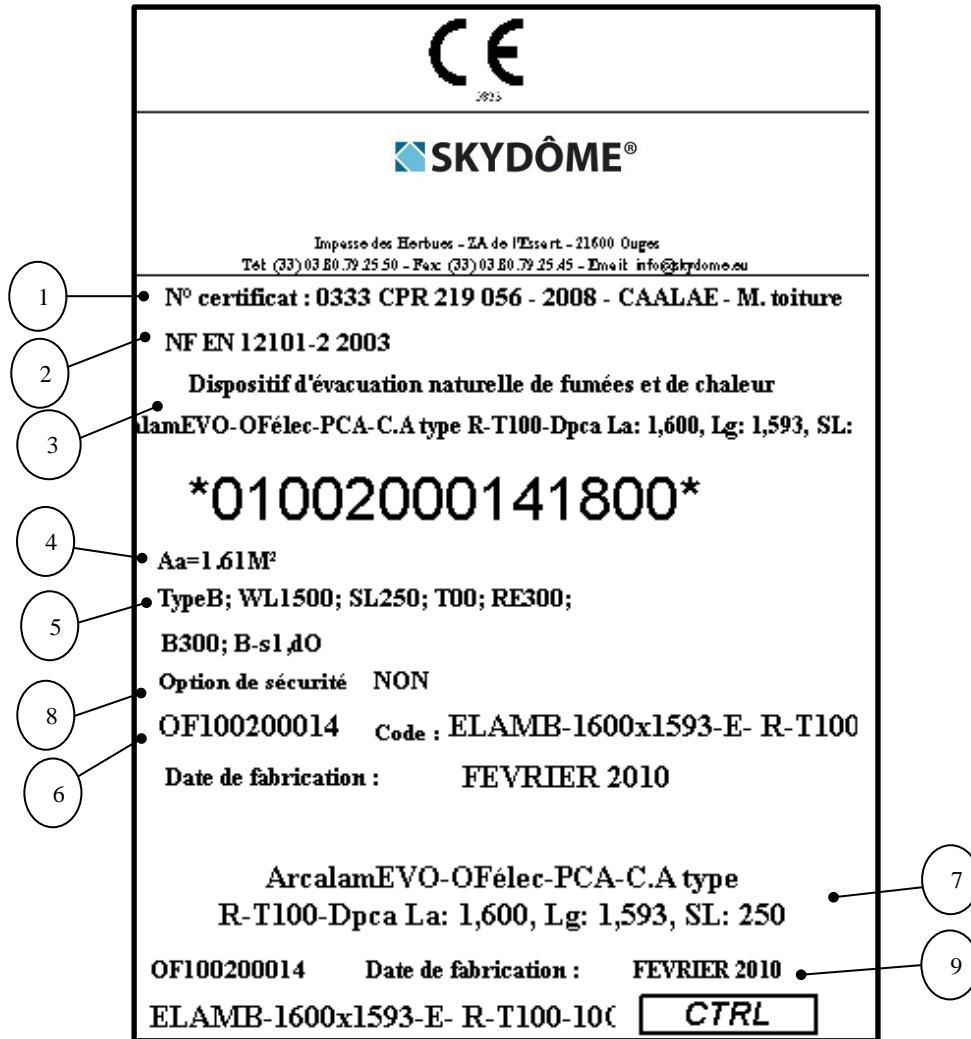 CE
SKYDÔME®
Impasse des Herbues - ZA de l'Essart - 21600 Ouges
Tél: (33) 03.80.79.25.50 - Fax: (33) 03.80.79.25.45 - Email: info@skydome.eu
1 N° certificat : 0333 CPR 219 056 - 2008 - CAALAE - M. toiture
2 NF EN 12101-2 2003
Dispositif d'évacuation naturelle de fumées et de chaleur
3 alamEVO-OFélec-PCA-C.A type R-T100-Dpca La: 1,600, Lg: 1,593, SL:
*01002000141800*
4 Aa=1.61M²
5 TypeB; WL1500; SL250; T00; RE300;
B300; B-s1,dO
8 Option de sécurité NON
6 OF100200014 Code : ELAMB-1600x1593-E- R-T100
Date de fabrication : FEVRIER 2010
7 ArcalamEVO-OFélec-PCA-C.A type
R-T100-Dpca La: 1,600, Lg: 1,593, SL: 250
9 OF100200014 Date de fabrication : FEVRIER 2010
ELAMB-1600x1593-E- R-T100-10( CTRL